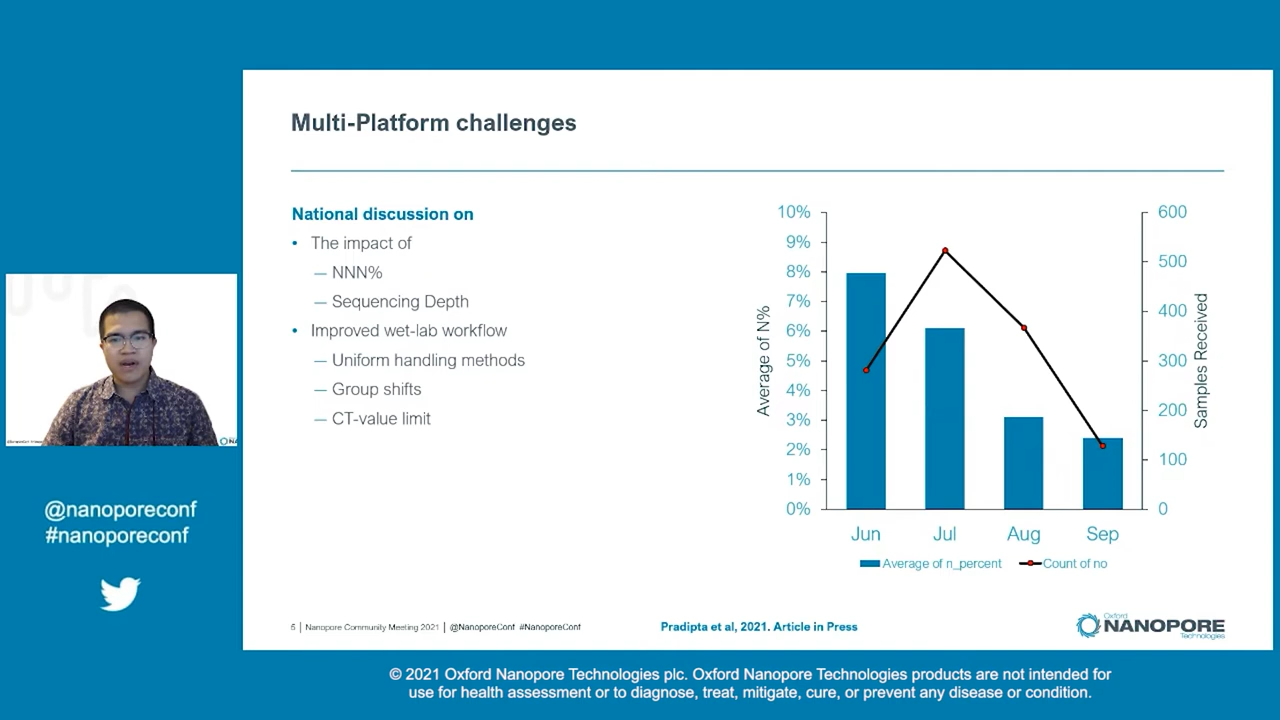 Multi-Platform challenges
National discussion on
• The impact of
— NNN%
— Sequencing Depth
• Improved wet-lab workflow
— Uniform handling methods
— Group shifts
— CT-value limit
10%
9%
8%
7%
6%
5%
4%
3%
2%
1%
0%
Average of N%
600
500
400
300
200
100
0
Samples Received
Jun Jul Aug Sep
Average of n_percent Count of no
@nanoporeconf
#nanoporeconf
| Nanopore Community Meeting 2021 | @NanoporeConf #NanoporeConf
Pradipta et al, 2021. Article in Press
Oxford
NANOPORE
Technologies
© 2021 Oxford Nanopore Technologies plc. Oxford Nanopore Technologies products are not intended for
use for health assessment or to diagnose, treat, mitigate, cure, or prevent any disease or condition.